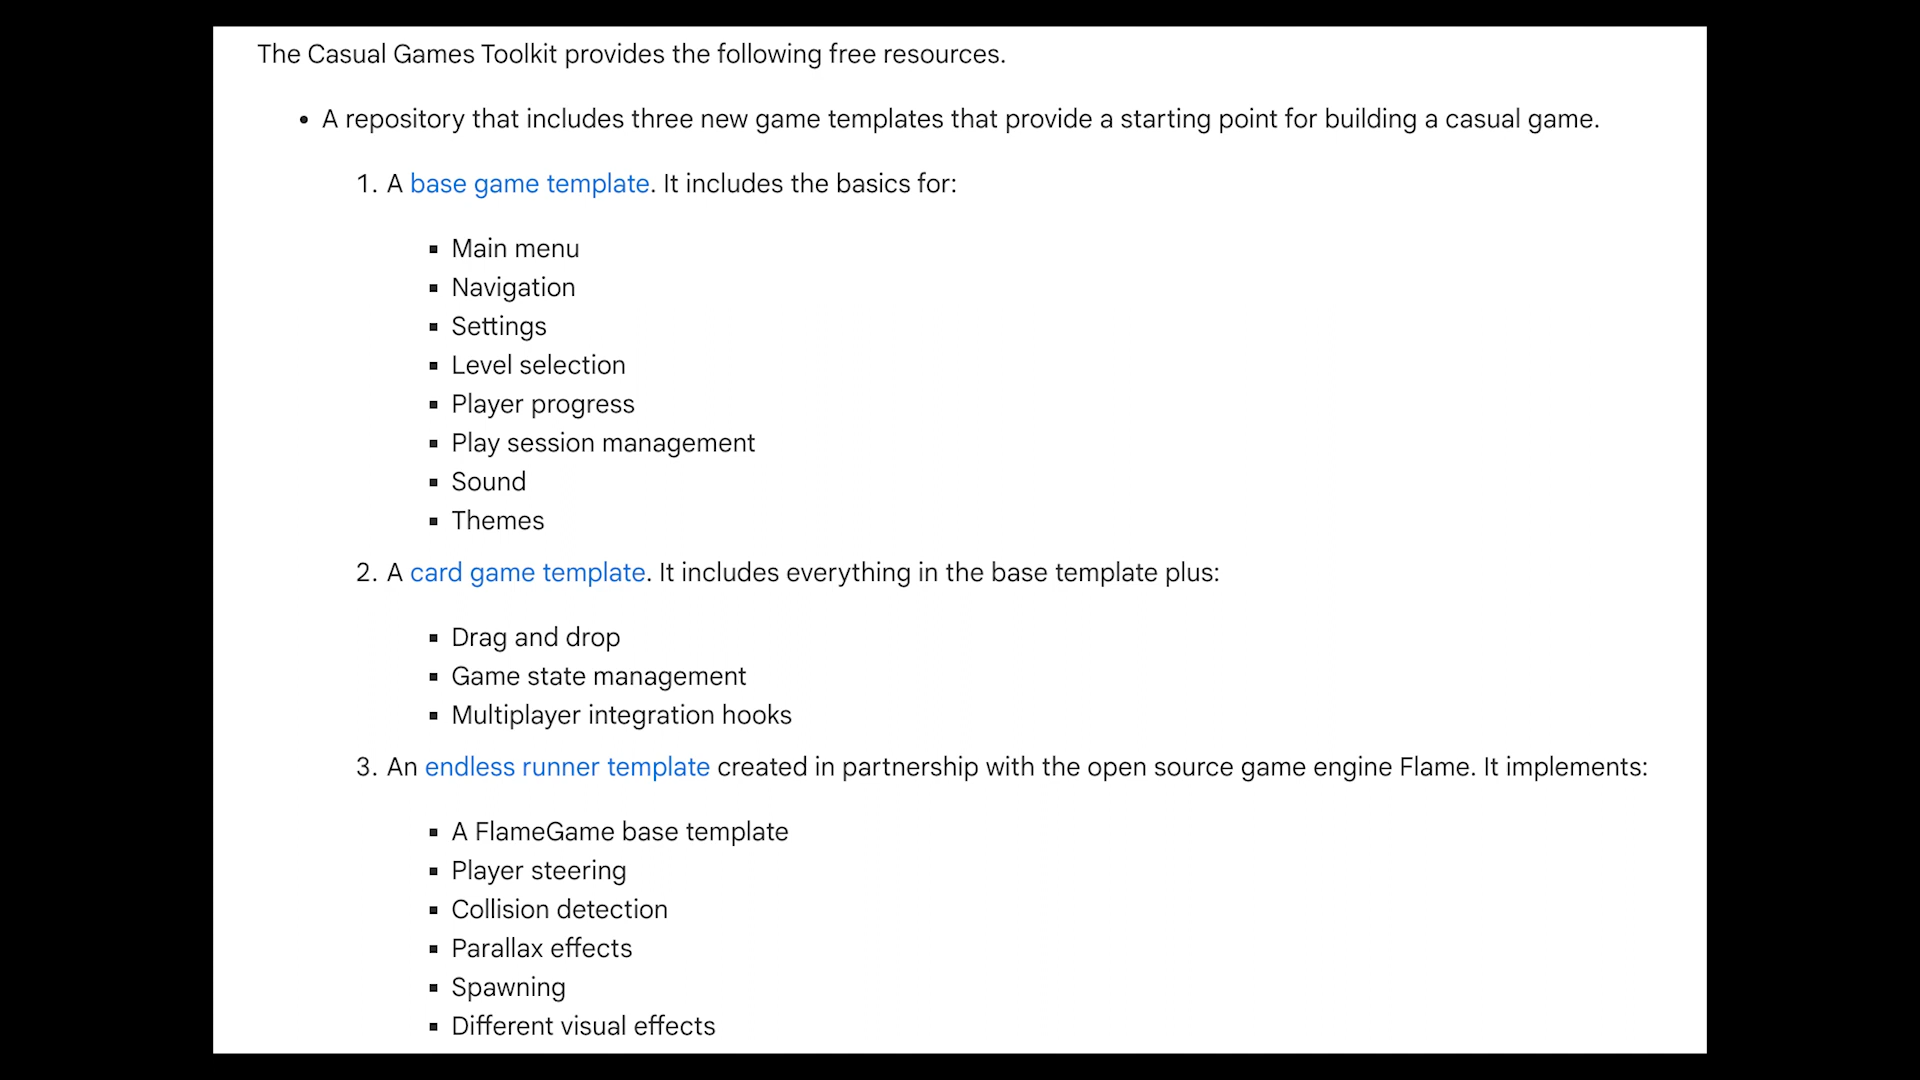 The Casual Games Toolkit provides the following free resources.
• A repository that includes three new game templates that provide a starting point for building a casual game.
1. A base game template. It includes the basics for:
▪ Main menu
▪ Navigation
▪ Settings
▪ Level selection
▪ Player progress
▪ Play session management
▪ Sound
▪ Themes
2. A card game template. It includes everything in the base template plus:
▪ Drag and drop
▪ Game state management
▪ Multiplayer integration hooks
3. An endless runner template created in partnership with the open source game engine Flame. It implements:
▪ A FlameGame base template
▪ Player steering
▪ Collision detection
▪ Parallax effects
▪ Spawning
▪ Different visual effects